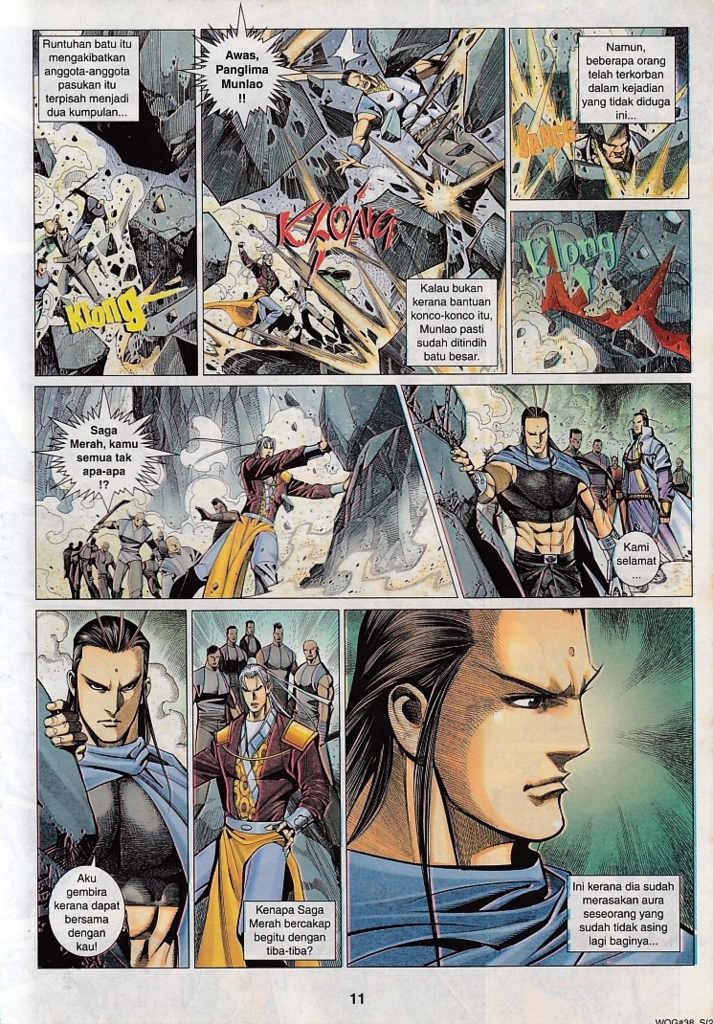 Runtuhan batu itu
mengakibatkan
anggota-anggota
pasukan itu
terpisah menjadi
dua kumpulan...
Klong
Awas,
Panglima
Munlao
!!
KLONG
Kalau bukan
kerana bantuan
konco-konco itu,
Munlao pasti
sudah ditindih
batu besar.
Namun,
beberapa orang
telah terkorban
dalam kejadian
yang tidak diduga
ini...
Klong
Saga
Merah, kamu
semua tak
apa-apa
!?
Kami
selamat
...
Aku
gembira
kerana dapat
bersama
dengan
kau!
Kenapa Saga
Merah bercakap
begitu dengan
tiba-tiba?
Ini kerana dia sudah
merasakan aura
seseorang yang
sudah tidak asing
lagi baginya...
11